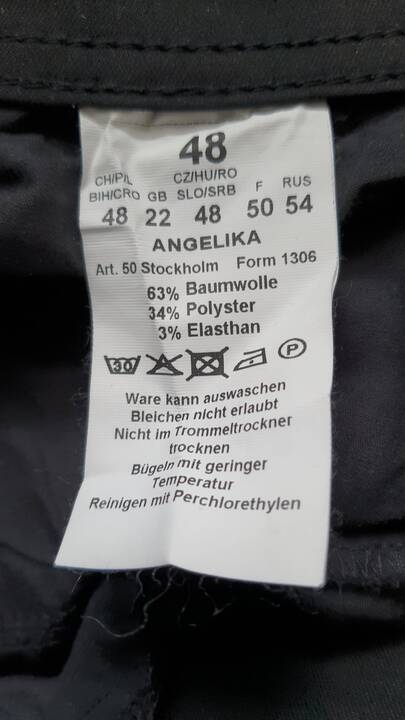 48
CH/P/L CZ/HU/RO F RUS
BIH/CRO GB SLO/SRB
48 22 48 50 54
ANGELIKA
Art. 50 Stockholm Form 1306
63% Baumwolle
34% Polyster
3% Elasthan
30 P
Ware kann auswaschen
Bleichen nicht erlaubt
Nicht im Trommeltrockner
trocknen
Bügeln mit geringer
Temperatur
Reinigen mit Perchlorethylen